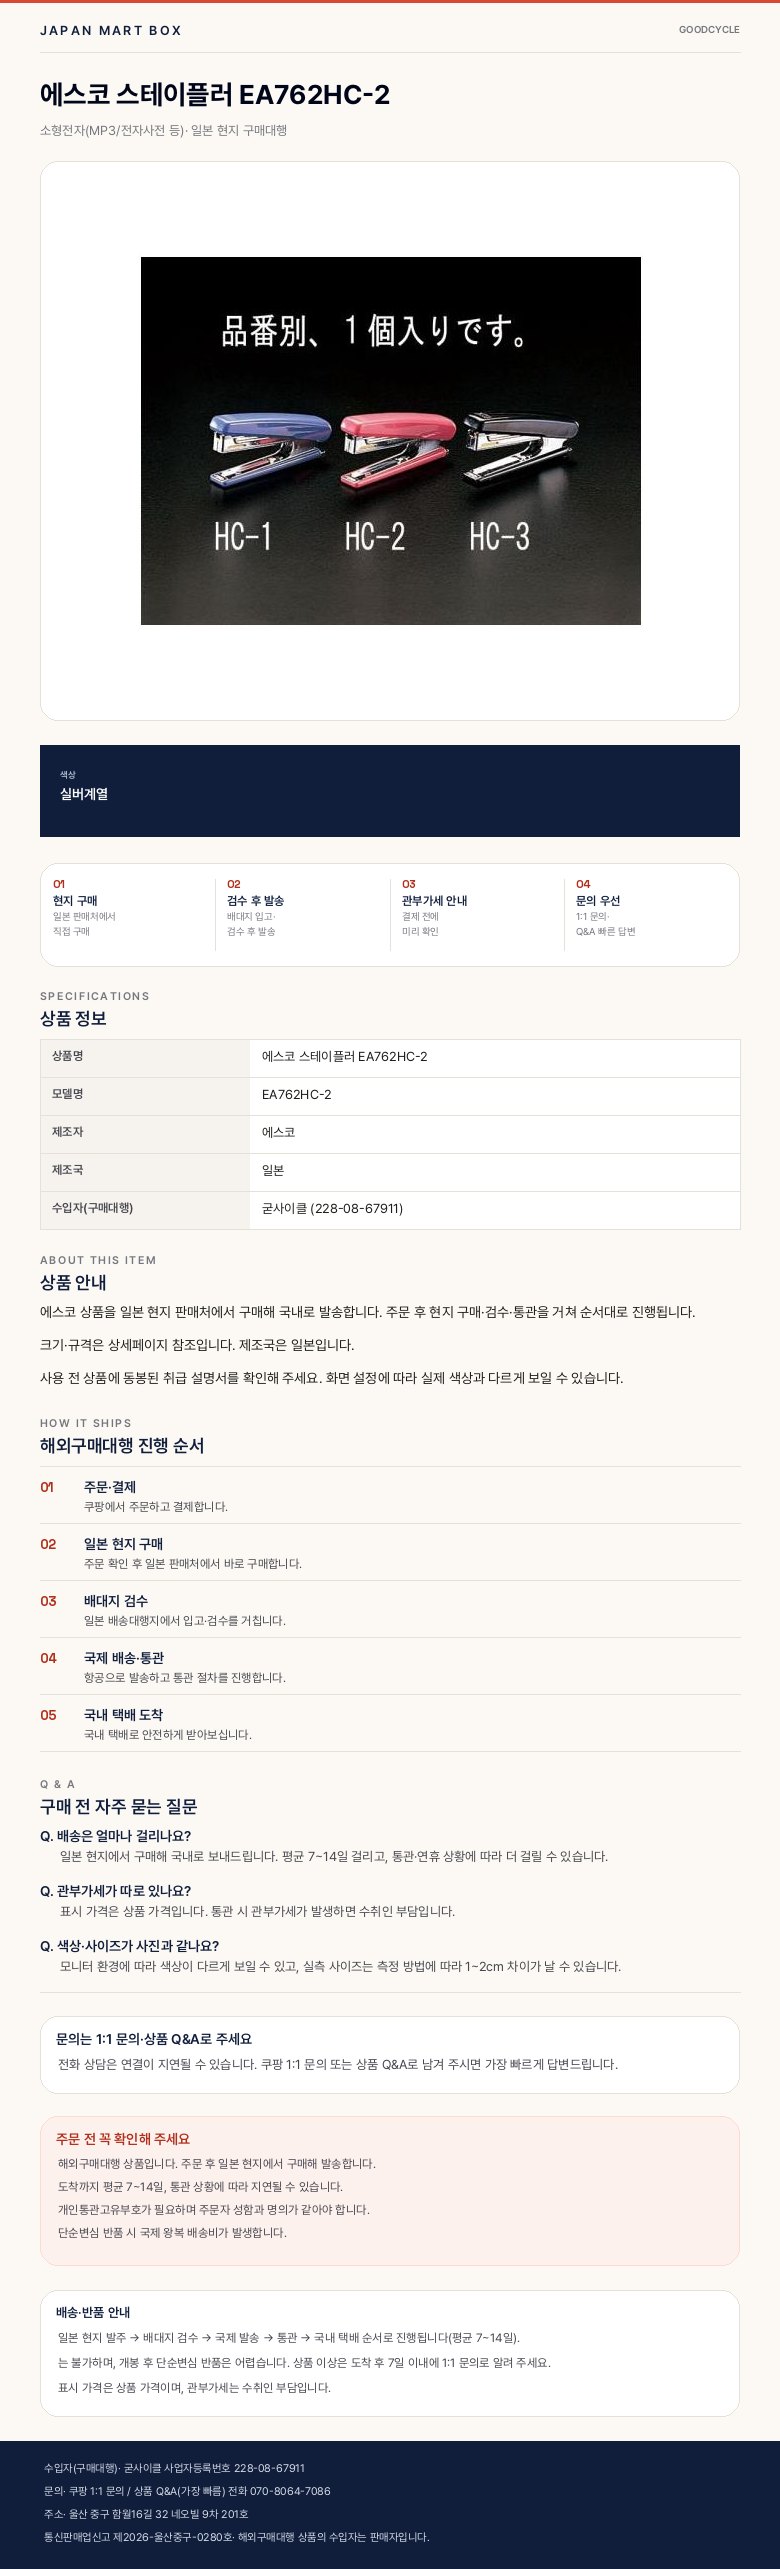 JAPAN MART BOX
GOODCYCLE
에스코 스테이플러 EA762HC-2
소형전자(MP3/전자사전 등)· 일본 현지 구매대행
品番別、1個入りです。
HC-1 HC-2 HC-3
색상
실버계열
01
현지 구매
일본 판매처에서
직접 구매
02
검수 후 발송
배대지 입고·
검수 후 발송
03
관부가세 안내
결제 전에
미리 확인
04
문의 우선
1:1 문의·
Q&A 빠른 답변
SPECIFICATIONS
상품 정보
상품명 에스코 스테이플러 EA762HC-2
모델명 EA762HC-2
제조자 에스코
제조국 일본
수입자(구매대행) 굳사이클 (228-08-67911)
ABOUT THIS ITEM
상품 안내
에스코 상품을 일본 현지 판매처에서 구매해 국내로 발송합니다. 주문 후 현지 구매·검수·통관을 거쳐 순서대로 진행됩니다.
크기·규격은 상세페이지 참조입니다. 제조국은 일본입니다.
사용 전 상품에 동봉된 취급 설명서를 확인해 주세요. 화면 설정에 따라 실제 색상과 다르게 보일 수 있습니다.
HOW IT SHIPS
해외구매대행 진행 순서
01 주문·결제
쿠팡에서 주문하고 결제합니다.
02 일본 현지 구매
주문 확인 후 일본 판매처에서 바로 구매합니다.
03 배대지 검수
일본 배송대행지에서 입고·검수를 거칩니다.
04 국제 배송·통관
항공으로 발송하고 통관 절차를 진행합니다.
05 국내 택배 도착
국내 택배로 안전하게 받아보십니다.
Q & A
구매 전 자주 묻는 질문
Q. 배송은 얼마나 걸리나요?
일본 현지에서 구매해 국내로 보내드립니다. 평균 7~14일 걸리고, 통관·연휴 상황에 따라 더 걸릴 수 있습니다.
Q. 관부가세가 따로 있나요?
표시 가격은 상품 가격입니다. 통관 시 관부가세가 발생하면 수취인 부담입니다.
Q. 색상·사이즈가 사진과 같나요?
모니터 환경에 따라 색상이 다르게 보일 수 있고, 실측 사이즈는 측정 방법에 따라 1~2cm 차이가 날 수 있습니다.
문의는 1:1 문의·상품 Q&A로 주세요
전화 상담은 연결이 지연될 수 있습니다. 쿠팡 1:1 문의 또는 상품 Q&A로 남겨 주시면 가장 빠르게 답변드립니다.
주문 전 꼭 확인해 주세요
해외구매대행 상품입니다. 주문 후 일본 현지에서 구매해 발송합니다.
도착까지 평균 7~14일, 통관 상황에 따라 지연될 수 있습니다.
개인통관고유부호가 필요하며 주문자 성함과 명의가 같아야 합니다.
단순변심 반품 시 국제 왕복 배송비가 발생합니다.
배송·반품 안내
일본 현지 발주 → 배대지 검수 → 국제 발송 → 통관 → 국내 택배 순서로 진행됩니다(평균 7~14일).
는 불가하며, 개봉 후 단순변심 반품은 어렵습니다. 상품 이상은 도착 후 7일 이내에 1:1 문의로 알려 주세요.
표시 가격은 상품 가격이며, 관부가세는 수취인 부담입니다.
수입자(구매대행)· 굳사이클 사업자등록번호 228-08-67911
문의· 쿠팡 1:1 문의 / 상품 Q&A(가장 빠름) 전화 070-8064-7086
주소· 울산 중구 함월16길 32 네오빌 9차 201호
통신판매업신고 제2026-울산중구-0280호· 해외구매대행 상품의 수입자는 판매자입니다.